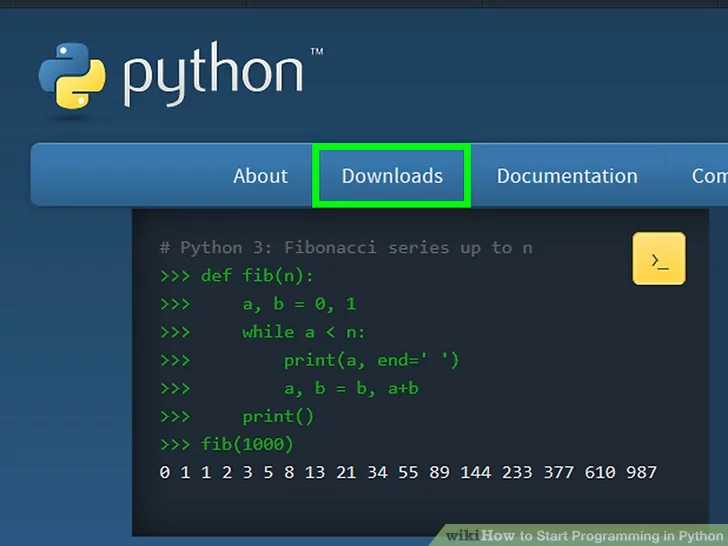 python™
About Downloads Documentation Com
# Python 3: Fibonacci series up to n
>_
>>> def fib(n):
>>>     a, b = 0, 1
>>>     while a < n:
>>>         print(a, end=' ')
>>>         a, b = b, a+b
>>>     print()
>>> fib(1000)
0 1 1 2 3 5 8 13 21 34 55 89 144 233 377 610 987
wikiHow to Start Programming in Python